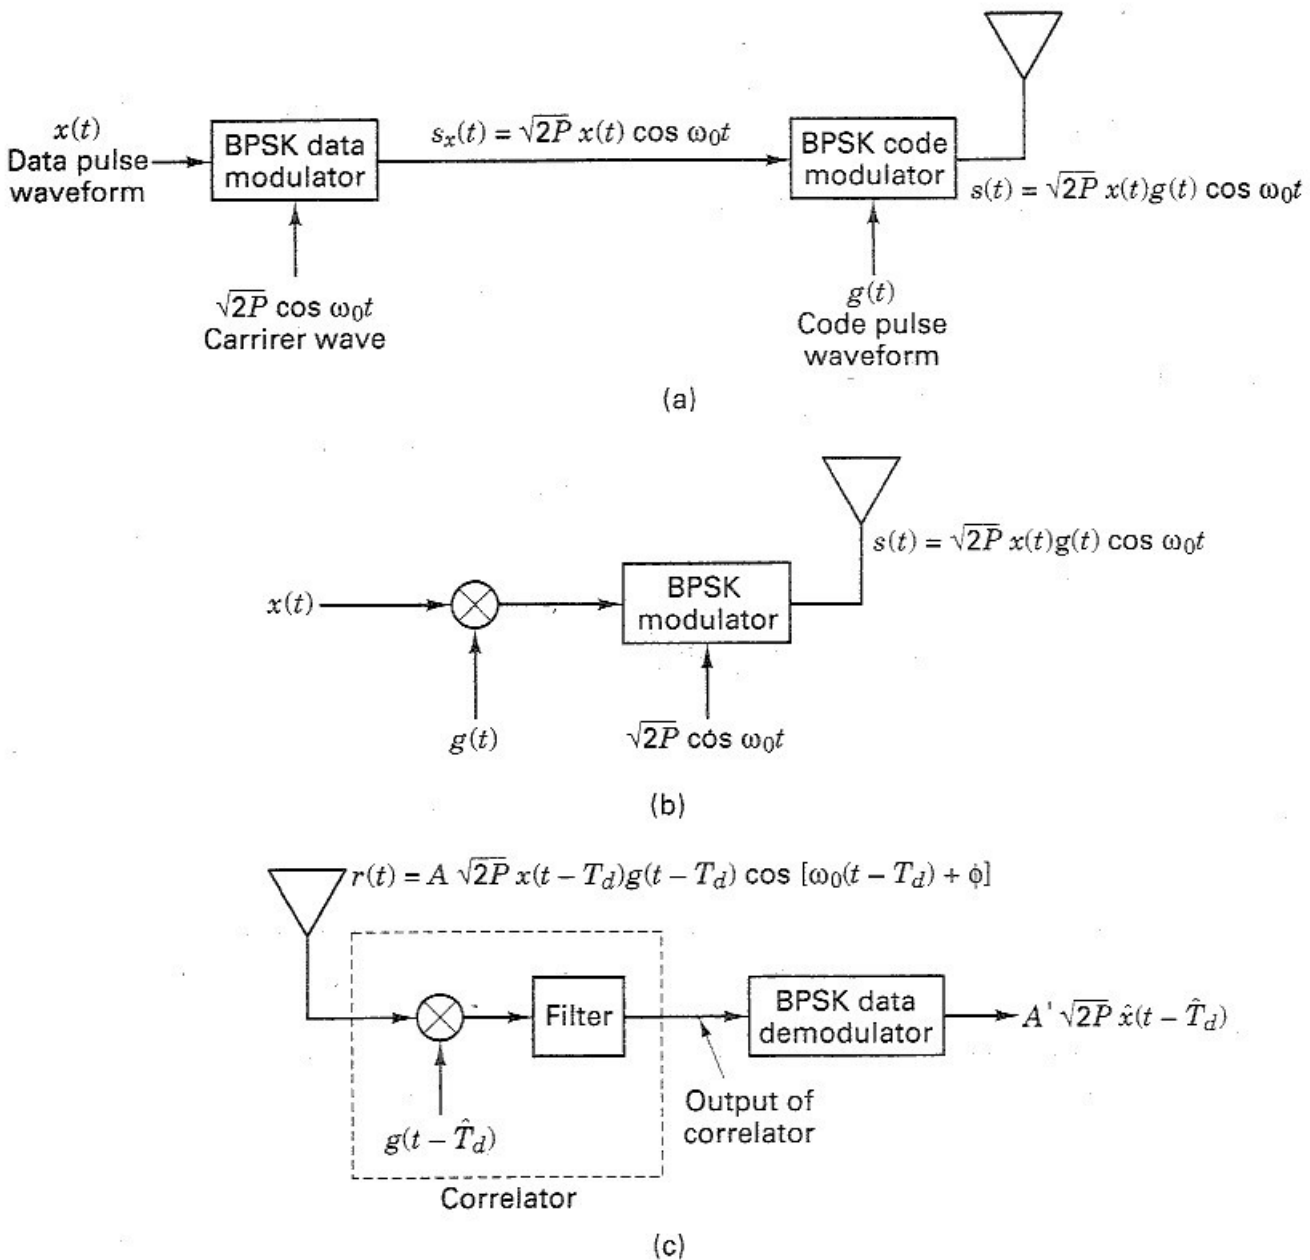 x(t)
Data pulse
waveform
BPSK data
modulator
s_x(t) = √2P x(t) cos ω₀t
BPSK code
modulator
s(t) = √2P x(t)g(t) cos ω₀t
√2P cos ω₀t
Carrirer wave
g(t)
Code pulse
waveform
(a)
s(t) = √2P x(t)g(t) cos ω₀t
x(t)
BPSK
modulator
g(t)
√2P cos ω₀t
(b)
r(t) = A √2P x(t − T_d)g(t − T_d) cos [ω₀(t − T_d) + ϕ]
Filter
BPSK data
demodulator
A' √2P x̂(t − T̂_d)
g(t − T̂_d)
Output of
correlator
Correlator
(c)